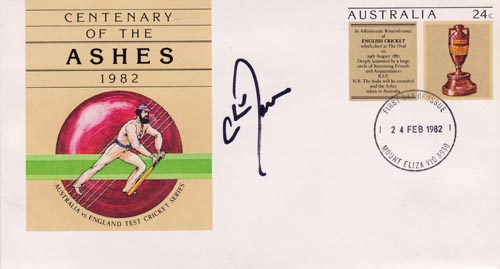 CENTENARY
OF THE
ASHES
1982
AUSTRALIA vs ENGLAND TEST CRICKET SERIES
AUSTRALIA 24c
In Affectionate Remembrance
of
ENGLISH CRICKET
which died at The Oval
on
29th August 1882
Deeply lamented by a large
circle of Sorrowing Friends
and Acquaintances
R.I.P.
N.B. The body will be cremated
and the Ashes
taken to Australia
FIRST DAY OF ISSUE
24 FEB 1982
MOUNT ELIZA VIC 3930